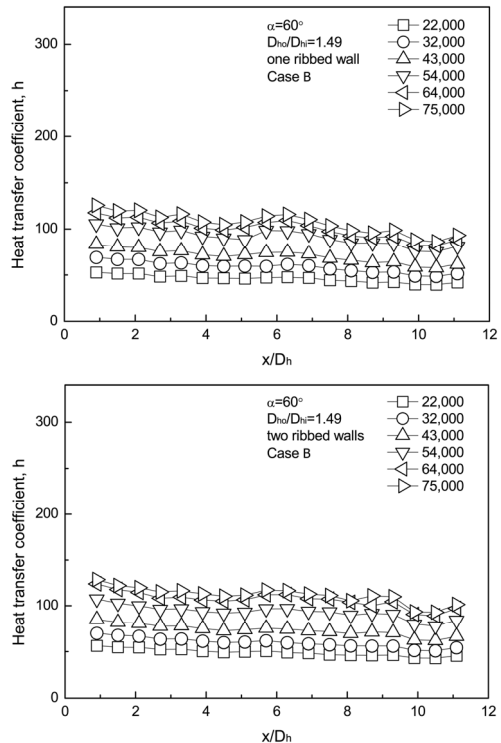 Heat transfer coefficient, h
300
200
100
0
α=60°
Dho/Dhi=1.49
one ribbed wall
Case B
22,000
32,000
43,000
54,000
64,000
75,000
0 2 4 6 8 10 12
x/Dh
Heat transfer coefficient, h
300
200
100
0
α=60°
Dho/Dhi=1.49
two ribbed walls
Case B
22,000
32,000
43,000
54,000
64,000
75,000
0 2 4 6 8 10 12
x/Dh